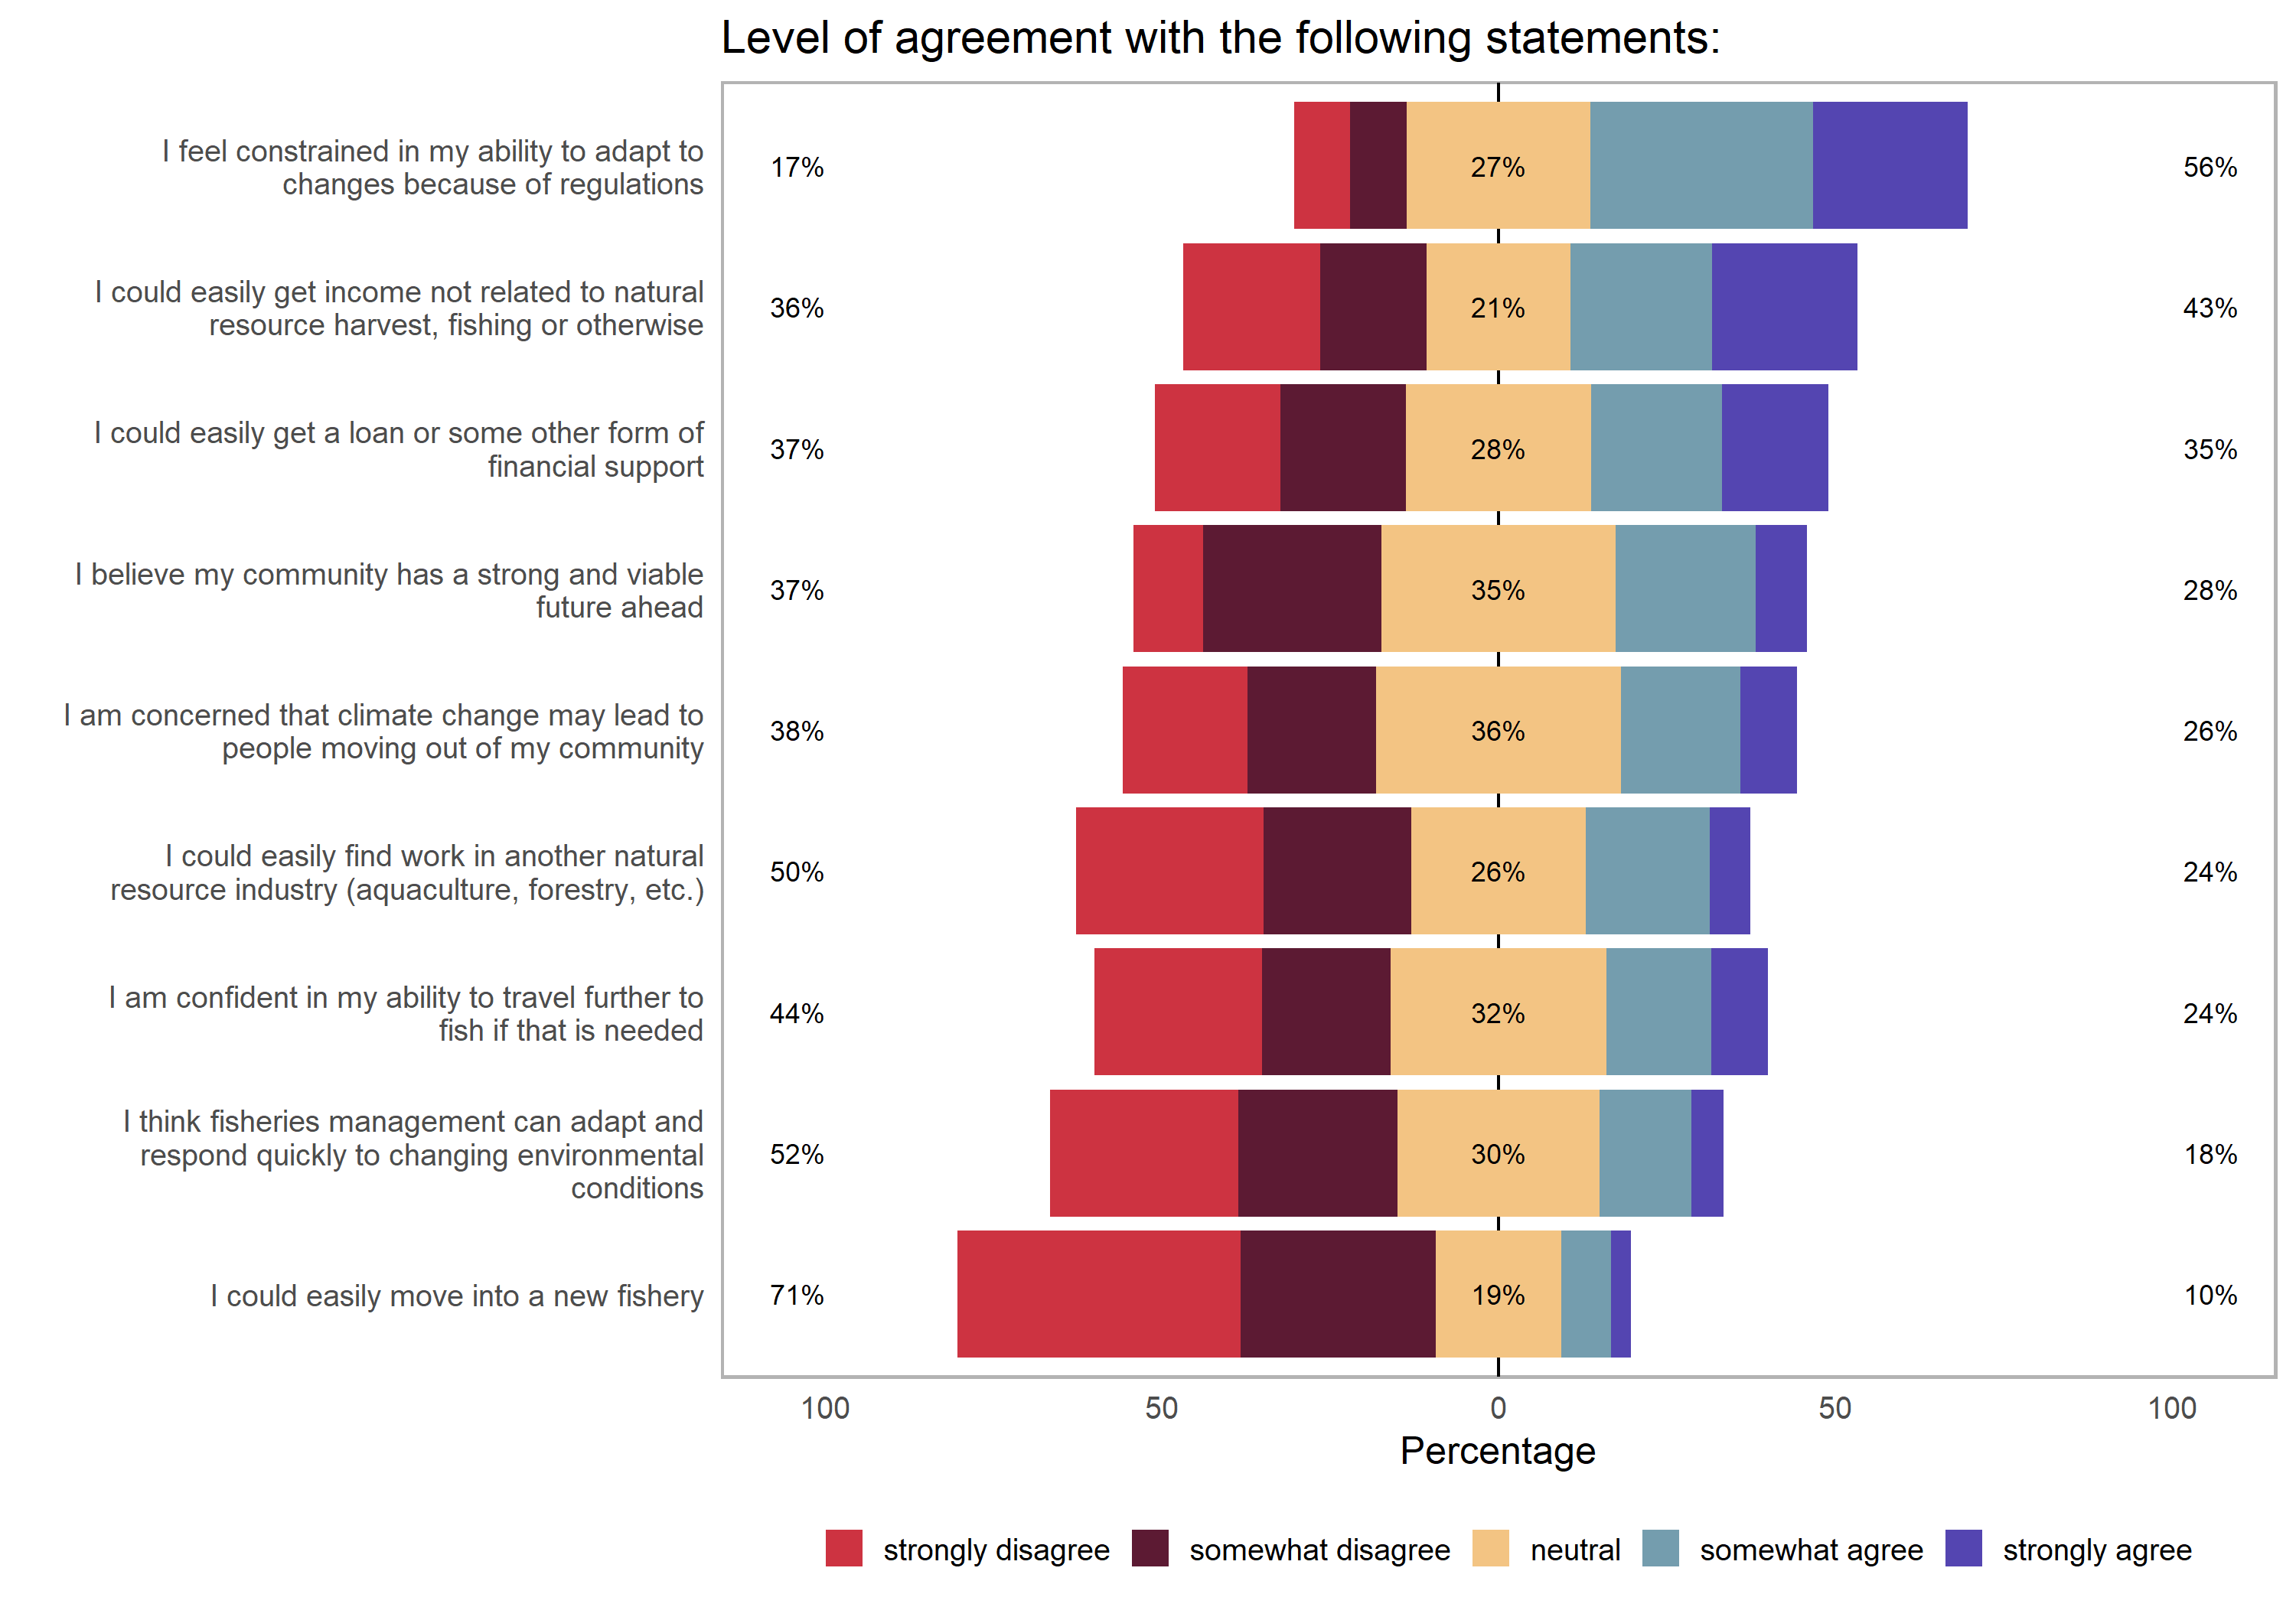 Level of agreement with the following statements:
I feel constrained in my ability to adapt to
changes because of regulations
17%
27%
56%
I could easily get income not related to natural
resource harvest, fishing or otherwise
36%
21%
43%
I could easily get a loan or some other form of
financial support
37%
28%
35%
I believe my community has a strong and viable
future ahead
37%
35%
28%
I am concerned that climate change may lead to
people moving out of my community
38%
36%
26%
I could easily find work in another natural
resource industry (aquaculture, forestry, etc.)
50%
26%
24%
I am confident in my ability to travel further to
fish if that is needed
44%
32%
24%
I think fisheries management can adapt and
respond quickly to changing environmental
conditions
52%
30%
18%
I could easily move into a new fishery
71%
19%
10%
100 50 0 50 100
Percentage
strongly disagree somewhat disagree neutral somewhat agree strongly agree